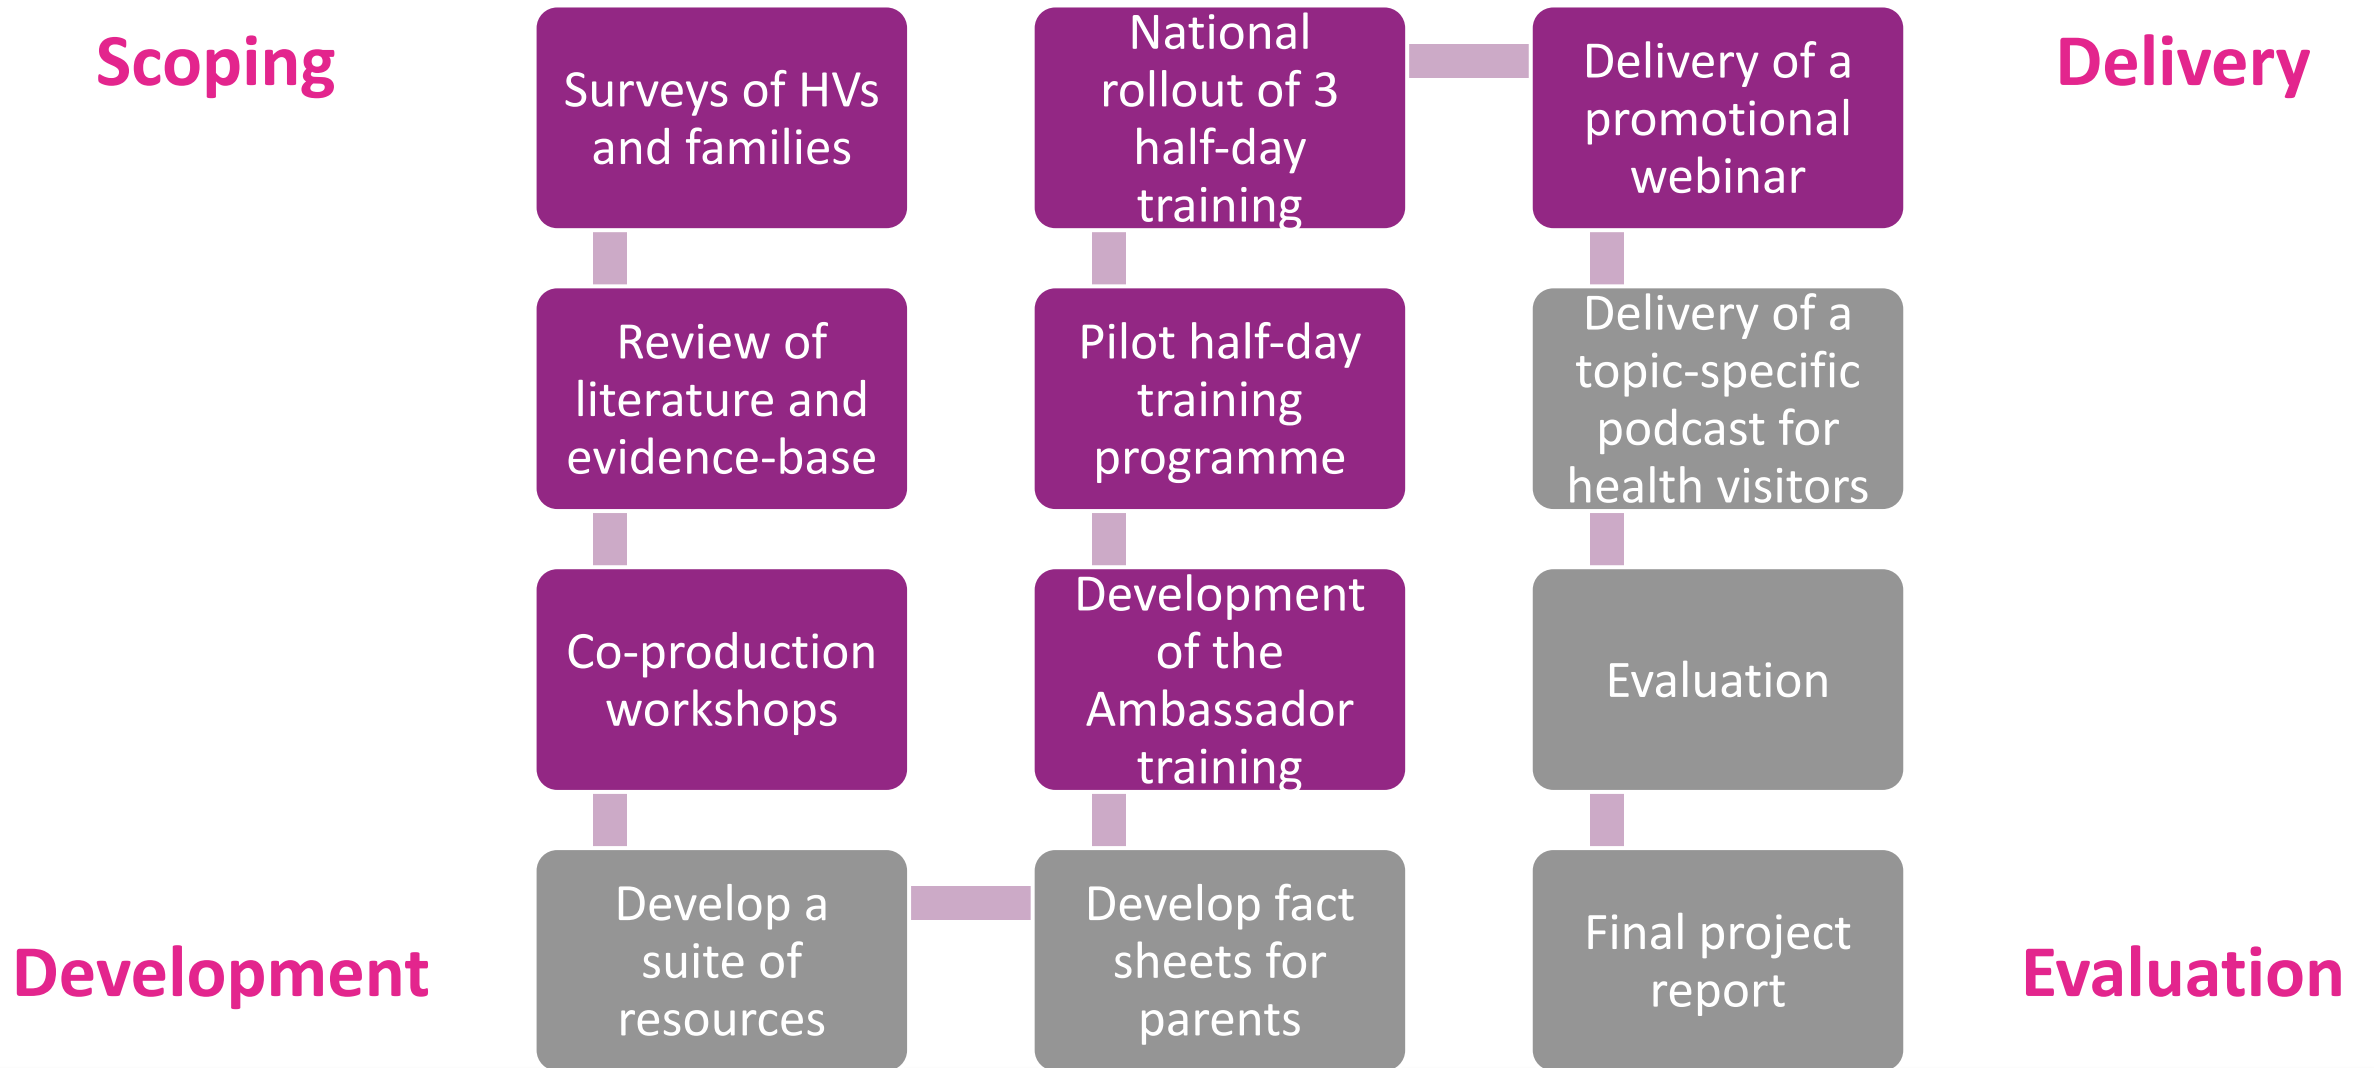 Scoping
Surveys of HVs
and families
Review of
literature and
evidence-base
Co-production
workshops
Development
Develop a
suite of
resources
Develop fact
sheets for
parents
Development
of the
Ambassador
training
Pilot half-day
training
programme
National
rollout of 3
half-day
training
Delivery
Delivery of a
promotional
webinar
Delivery of a
topic-specific
podcast for
health visitors
Evaluation
Evaluation
Final project
report